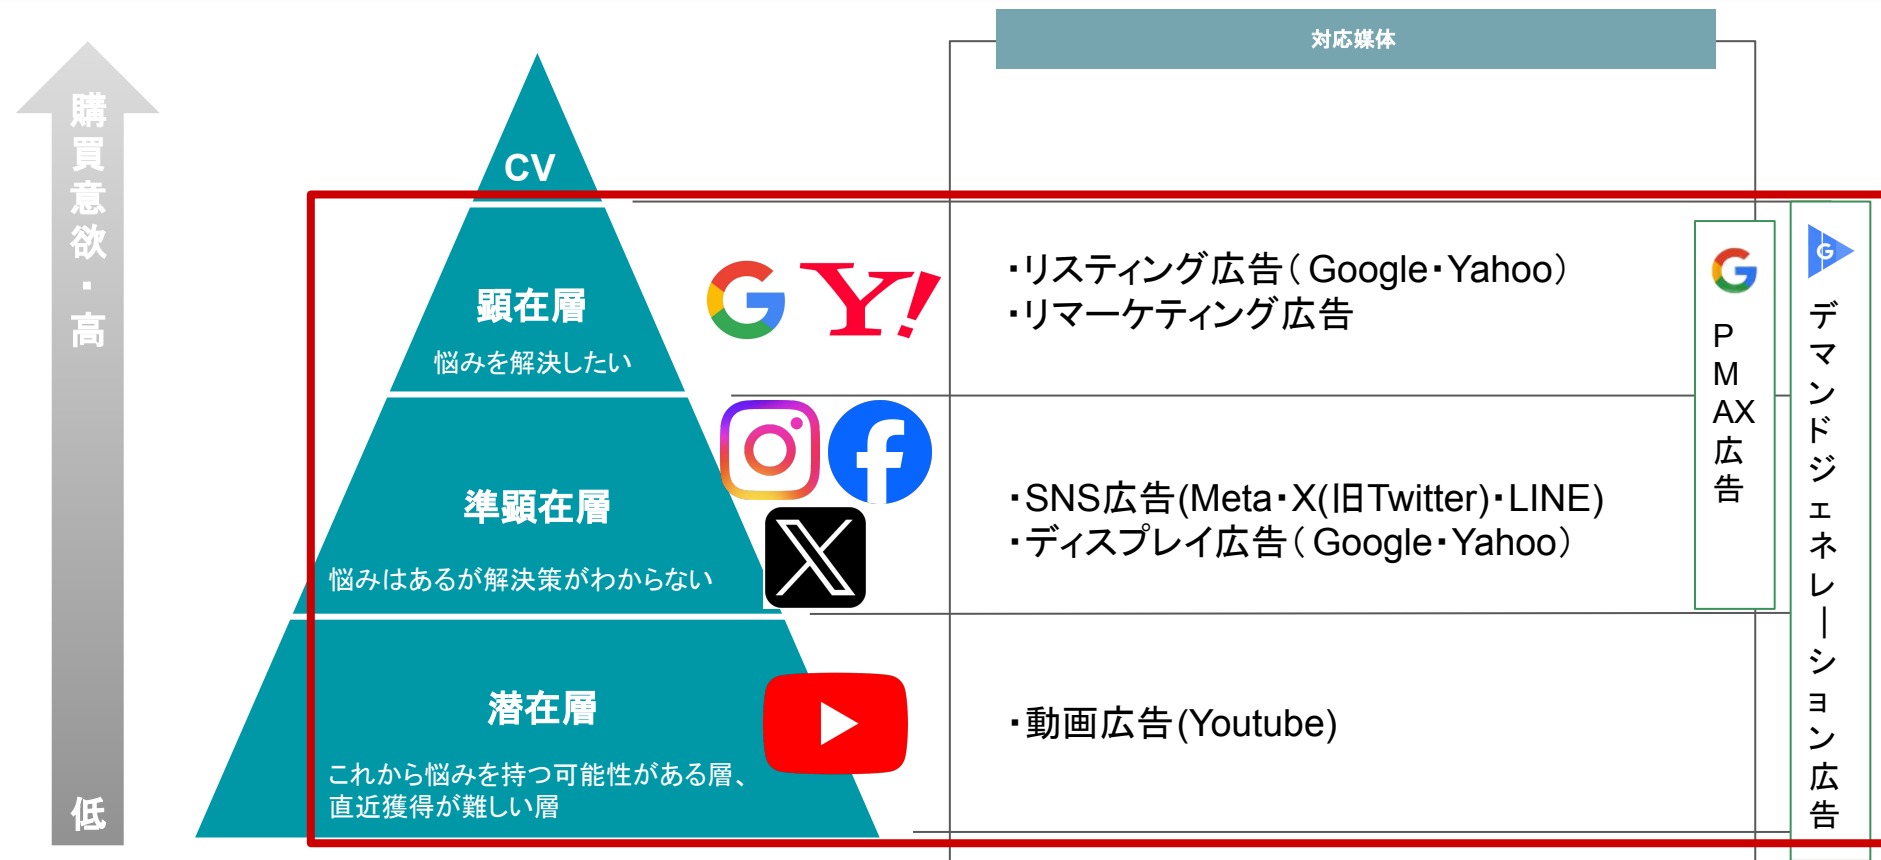 対応媒体
購買意欲・高
低
CV
顕在層
悩みを解決したい
・リスティング広告（Google・Yahoo）
・リマーケティング広告
準顕在層
悩みはあるが解決策がわからない
・SNS広告(Meta・X(旧Twitter)・LINE)
・ディスプレイ広告（Google・Yahoo）
潜在層
これから悩みを持つ可能性がある層、
直近獲得が難しい層
・動画広告(Youtube)
G
Y!
PMAX広告
G
デマンドジェネレーション広告